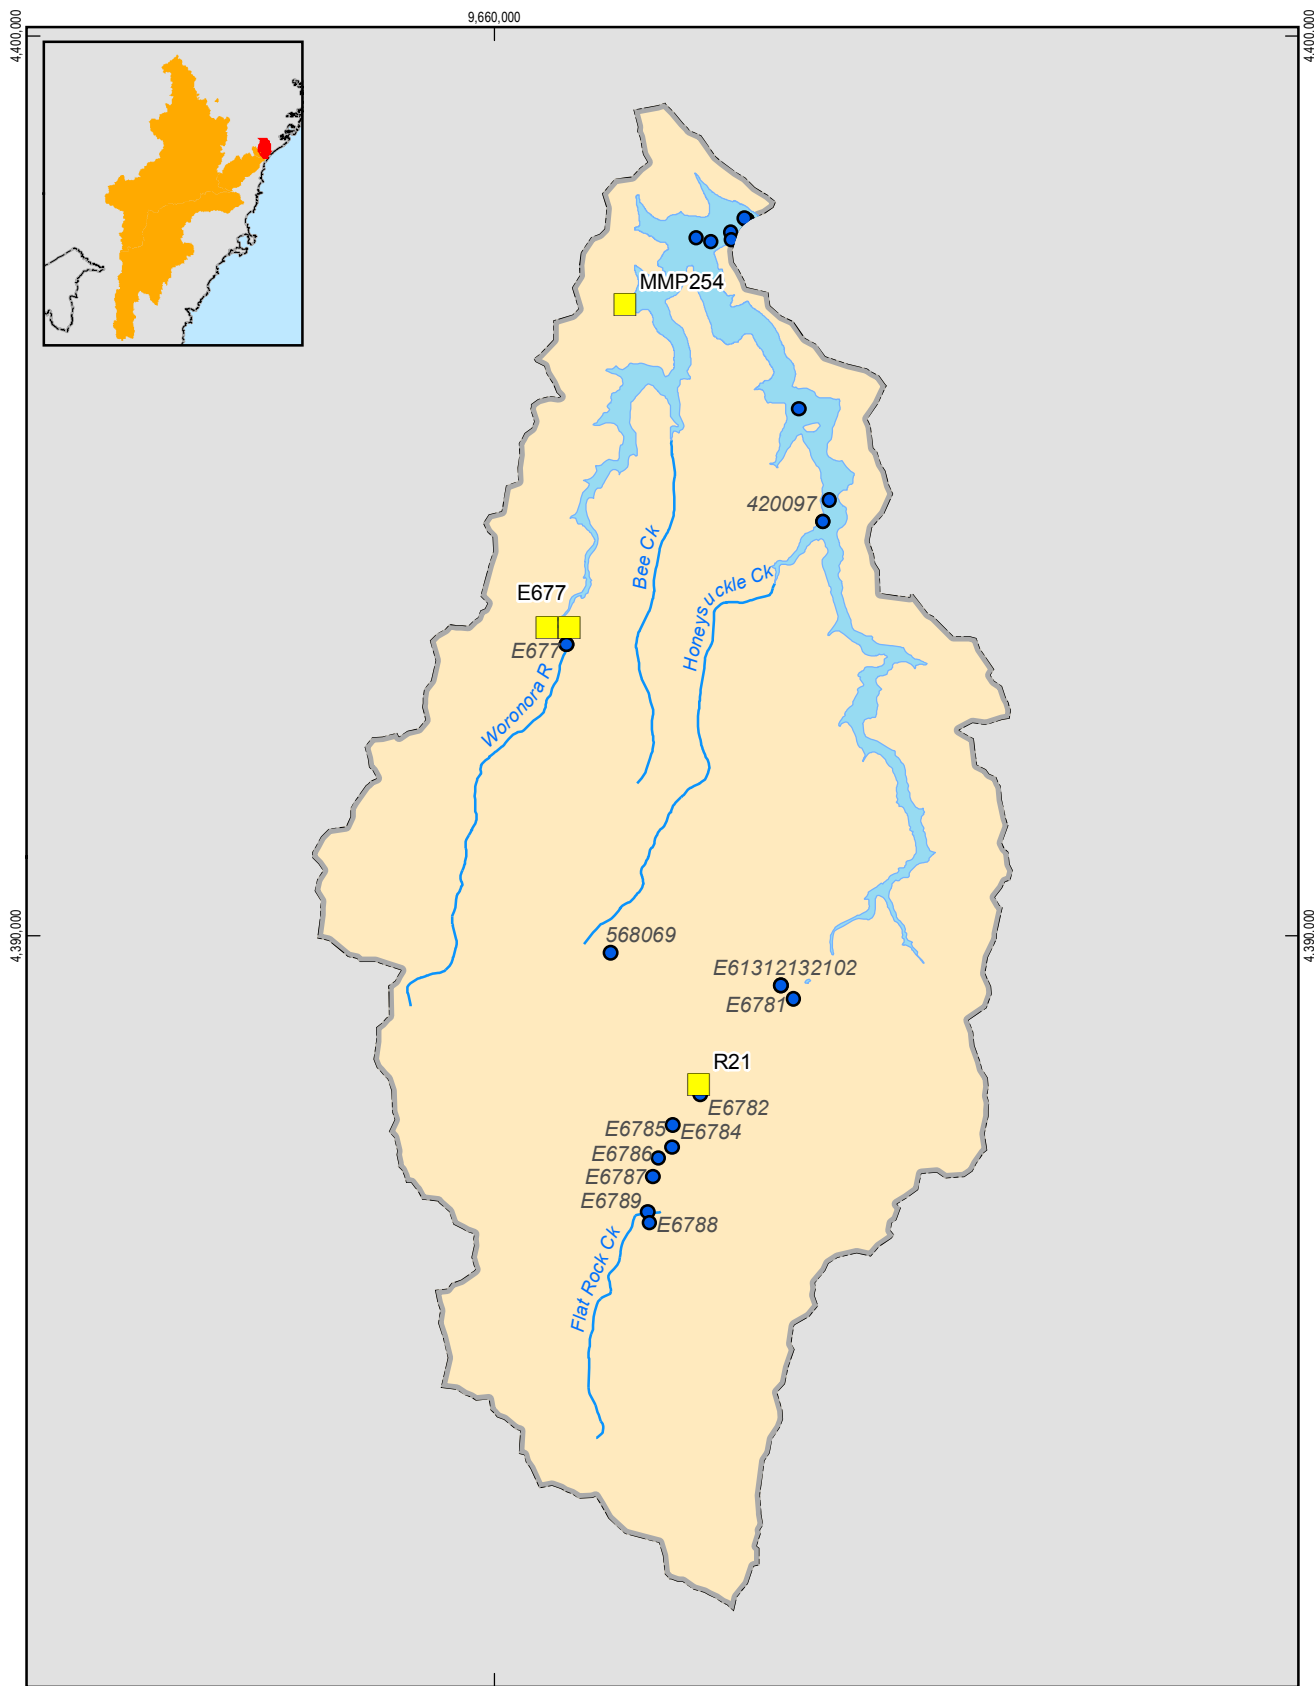 9,660,000
4,400,000
4,400,000
MMP254
420097
Bee Ck
Honeysuckle Ck
E677
E677
Woronora R
4,390,000
4,390,000
568069
E61312132102
E6781
R21
E6782
E6785
E6784
E6786
E6787
E6789
E6788
Flat Rock Ck